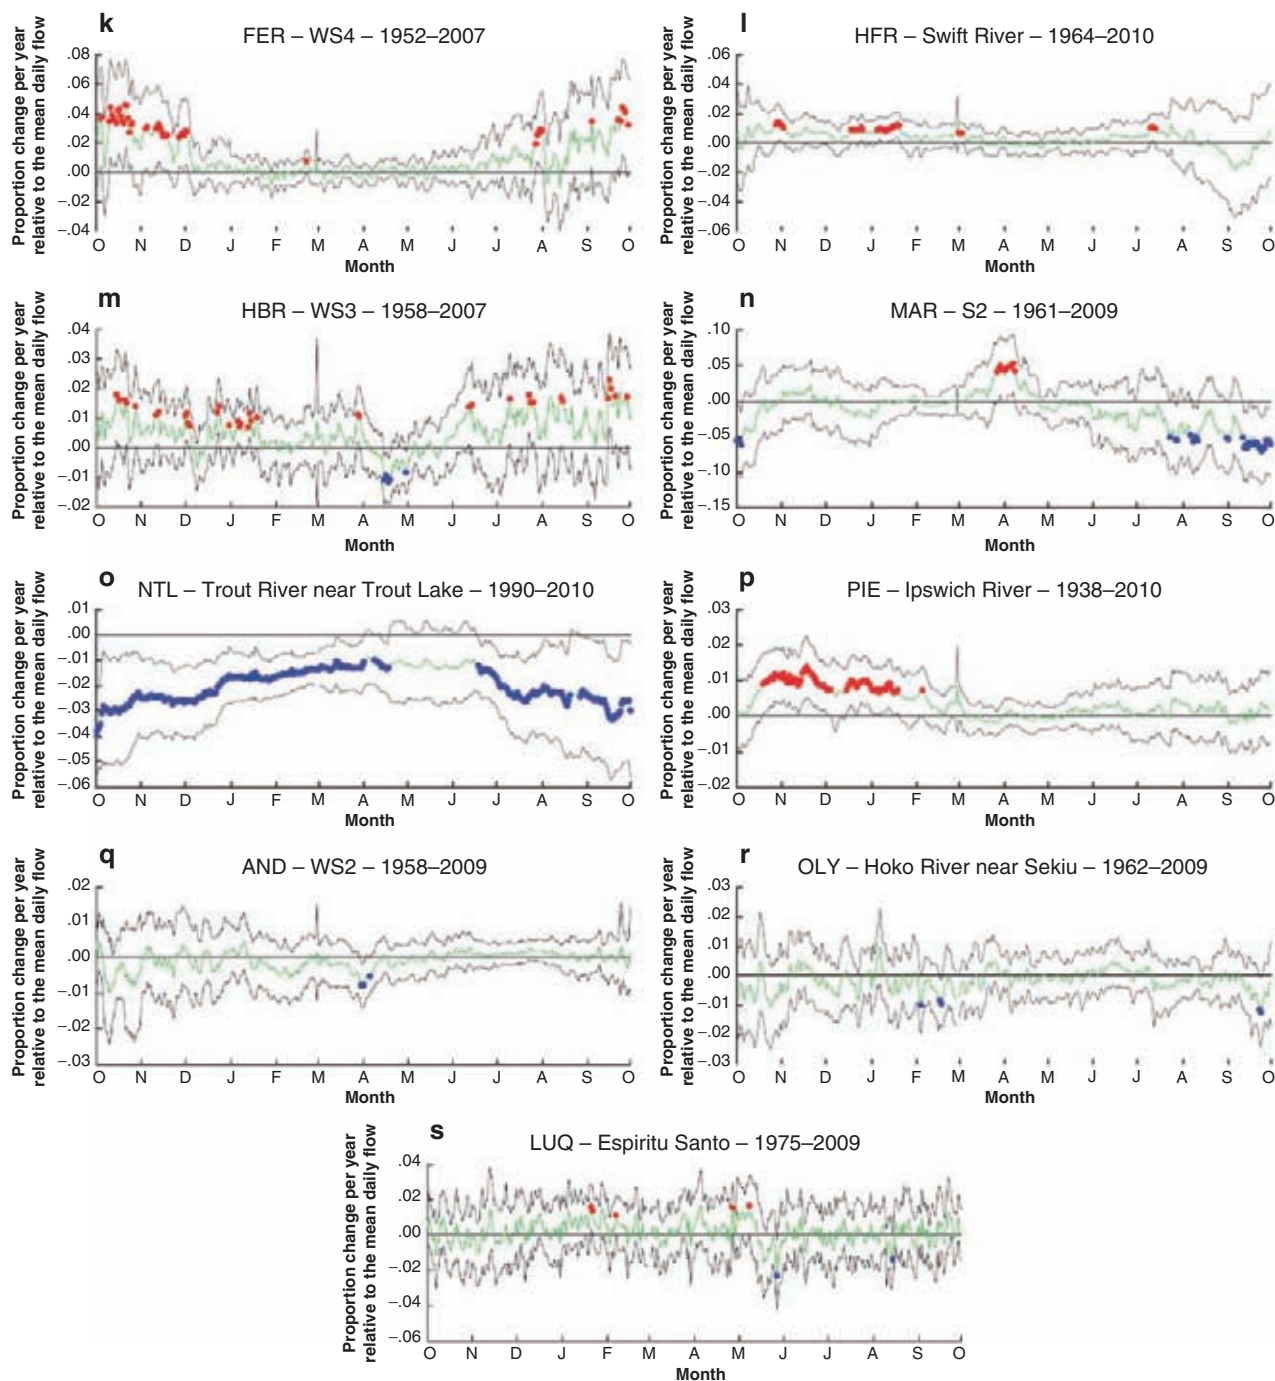 k
FER – WS4 – 1952–2007
Proportion change per year
relative to the mean daily flow
.08
.06
.04
.02
.00
–.02
–.04
O N D J F M A M J J A S O
Month
l
HFR – Swift River – 1964–2010
Proportion change per year
relative to the mean daily flow
.06
.04
.02
.00
–.02
–.04
–.06
O N D J F M A M J J A S O
Month
m
HBR – WS3 – 1958–2007
Proportion change per year
relative to the mean daily flow
.04
.03
.02
.01
.00
–.01
–.02
O N D J F M A M J J A S O
Month
n
MAR – S2 – 1961–2009
Proportion change per year
relative to the mean daily flow
.10
.05
.00
–.05
–.10
–.15
O N D J F M A M J J A S O
Month
o
NTL – Trout River near Trout Lake – 1990–2010
Proportion change per year
relative to the mean daily flow
.01
.00
–.01
–.02
–.03
–.04
–.05
–.06
O N D J F M A M J J A S O
Month
p
PIE – Ipswich River – 1938–2010
Proportion change per year
relative to the mean daily flow
.03
.02
.01
.00
–.01
–.02
O N D J F M A M J J A S O
Month
q
AND – WS2 – 1958–2009
Proportion change per year
relative to the mean daily flow
.02
.01
.00
–.01
–.02
–.03
O N D J F M A M J J A S O
Month
r
OLY – Hoko River near Sekiu – 1962–2009
Proportion change per year
relative to the mean daily flow
.03
.02
.01
.00
–.01
–.02
–.03
O N D J F M A M J J A S O
Month
s
LUQ – Espiritu Santo – 1975–2009
Proportion change per year
relative to the mean daily flow
.04
.02
.00
–.02
–.04
–.06
O N D J F M A M J J A S O
Month